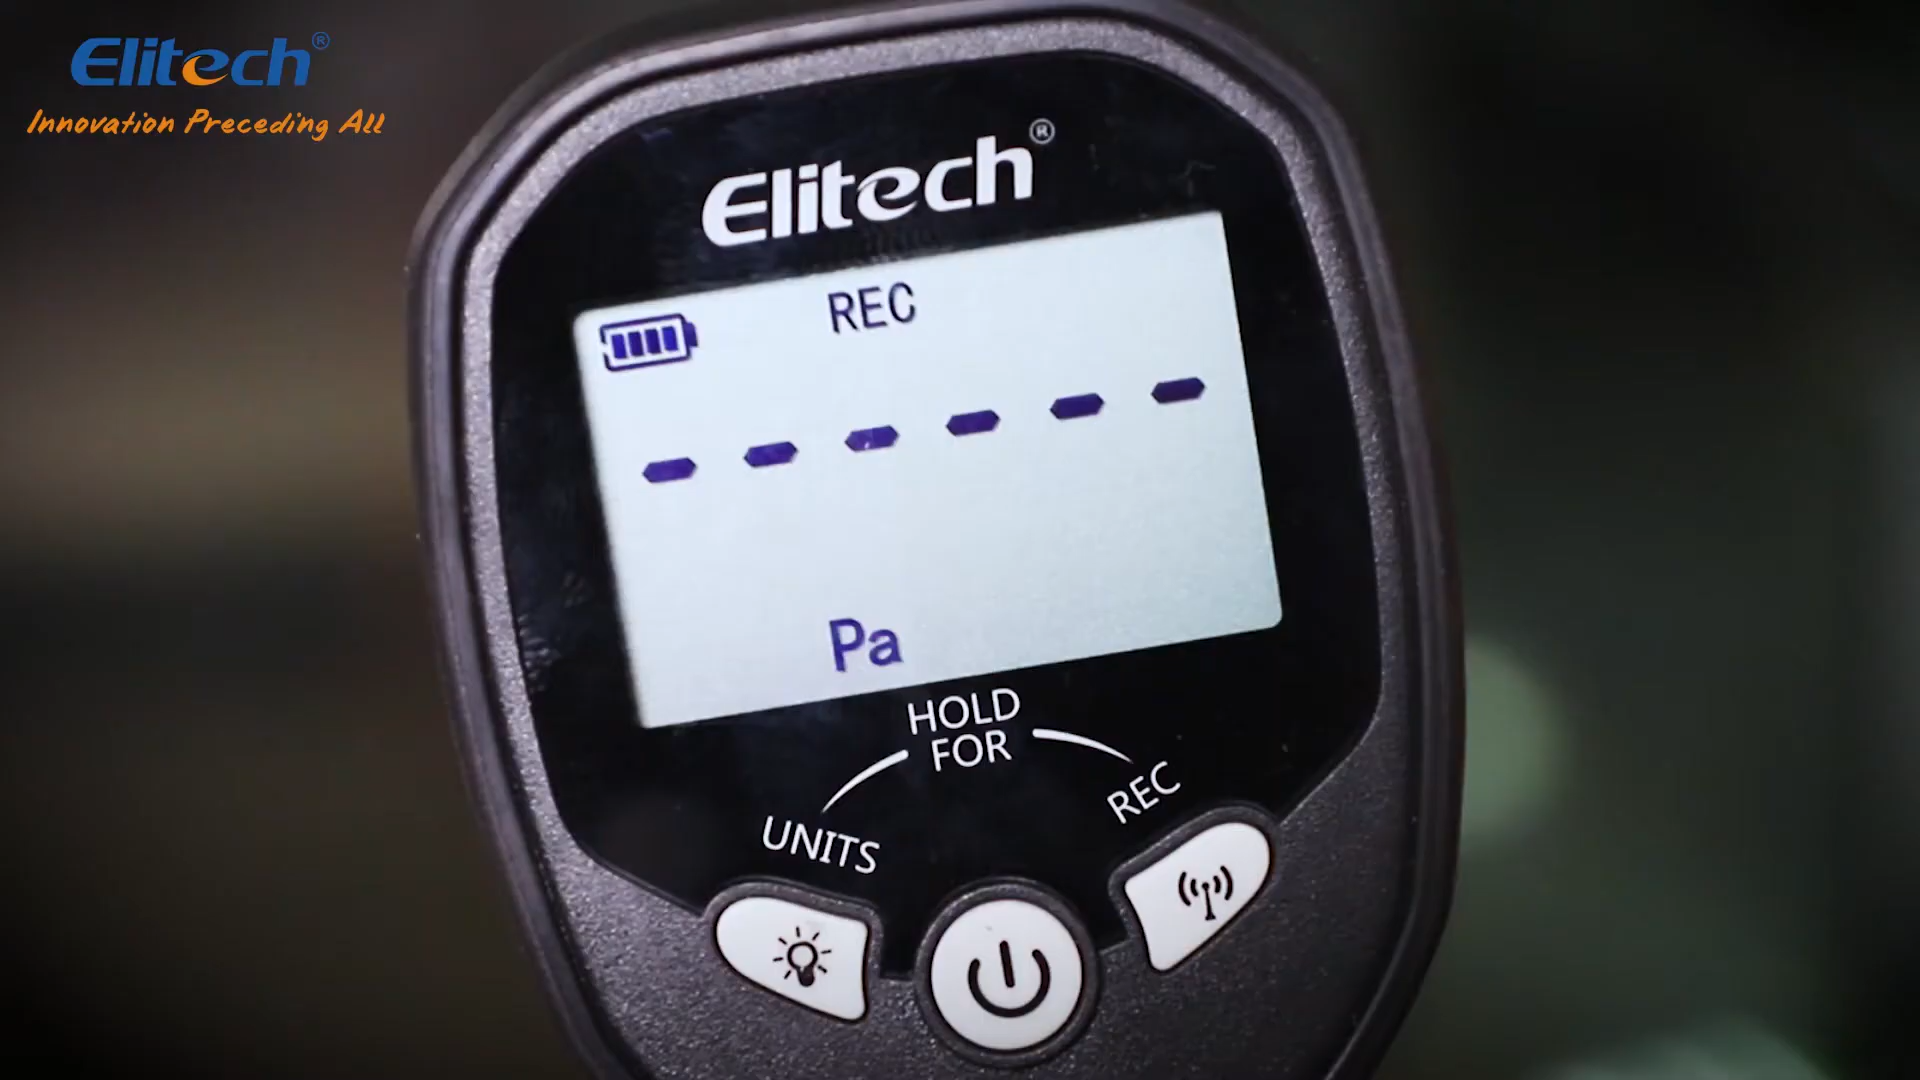 Elitech®
Innovation Preceding All
Elitech®
REC
------
Pa
HOLD
FOR
UNITS
REC